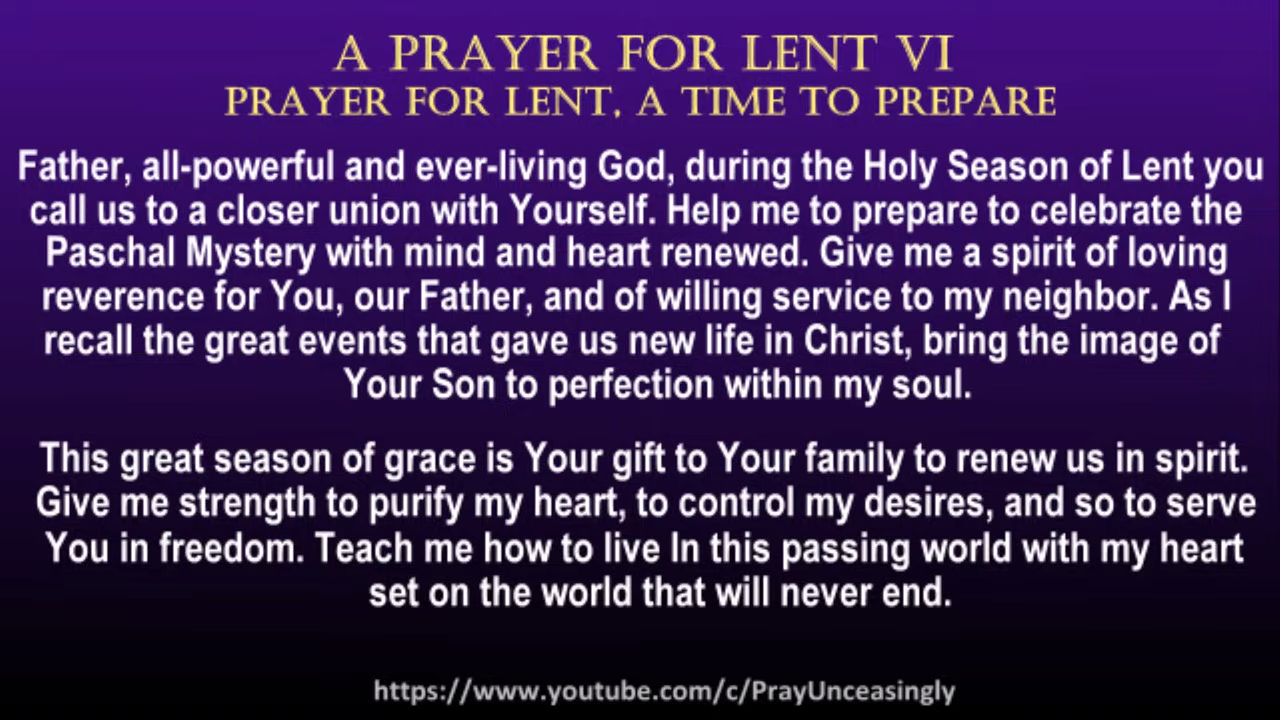 A PRAYER FOR LENT VI
PRAYER FOR LENT, A TIME TO PREPARE
Father, all-powerful and ever-living God, during the Holy Season of Lent you
call us to a closer union with Yourself. Help me to prepare to celebrate the
Paschal Mystery with mind and heart renewed. Give me a spirit of loving
reverence for You, our Father, and of willing service to my neighbor. As I
recall the great events that gave us new life in Christ, bring the image of
Your Son to perfection within my soul.
This great season of grace is Your gift to Your family to renew us in spirit.
Give me strength to purify my heart, to control my desires, and so to serve
You in freedom. Teach me how to live In this passing world with my heart
set on the world that will never end.
https://www.youtube.com/c/PrayUnceasingly